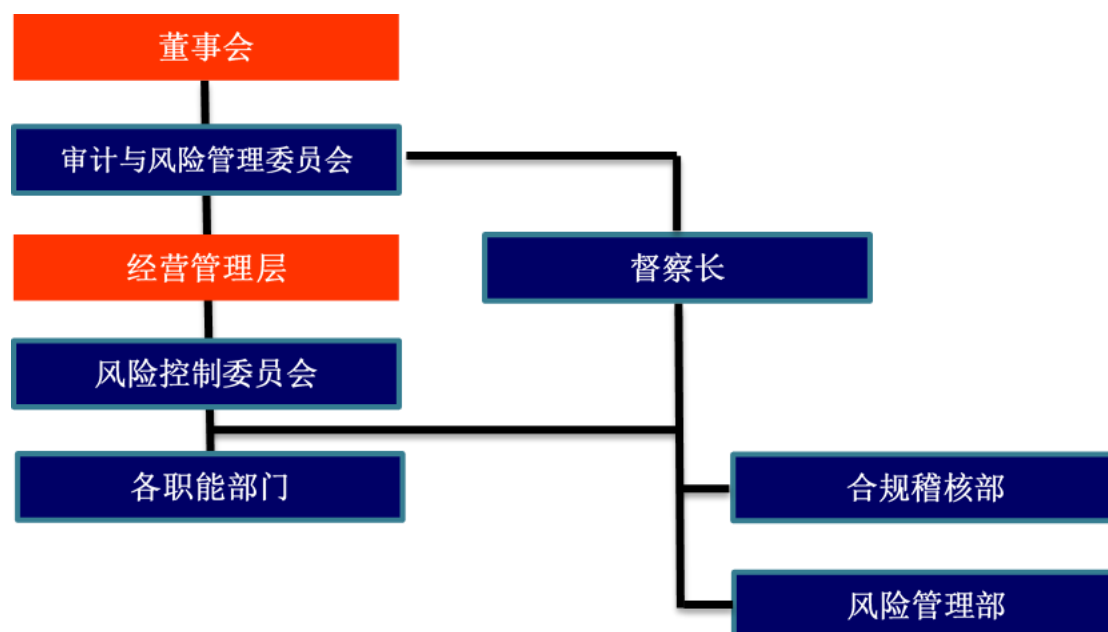 董事会
审计与风险管理委员会
经营管理层
督察长
风险控制委员会
各职能部门
合规稽核部
风险管理部